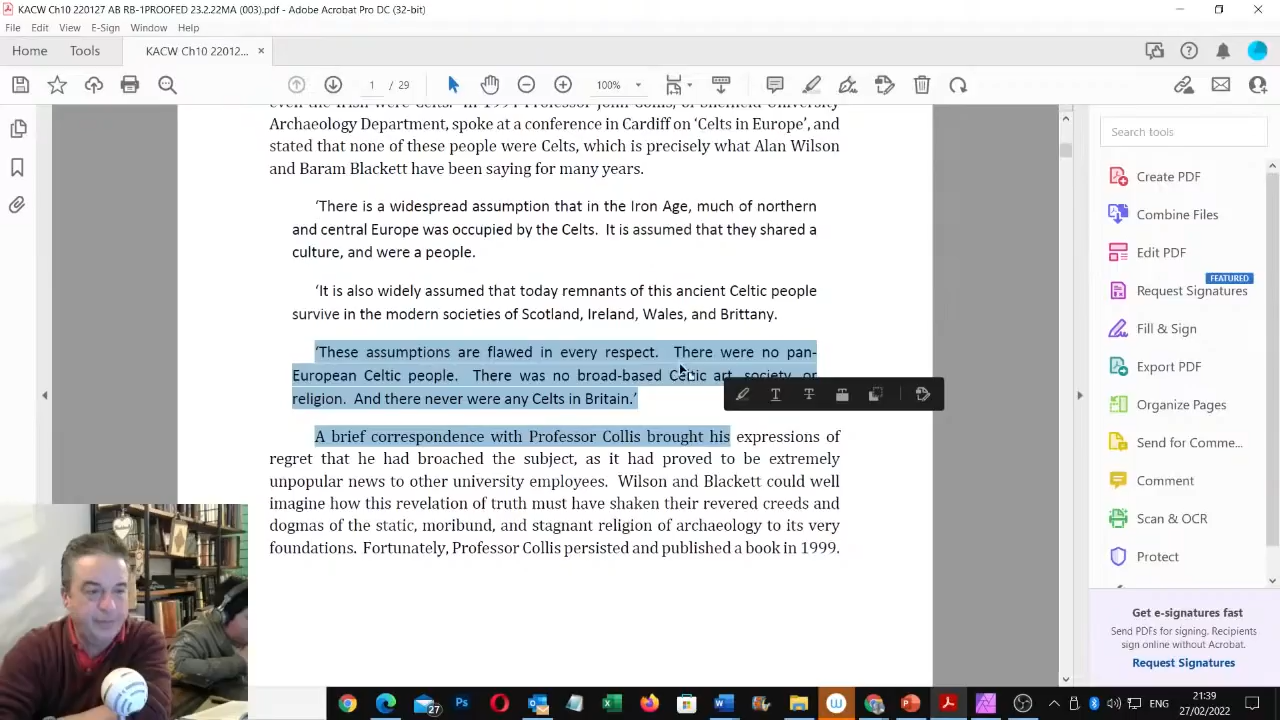 KACW Ch10 220127 AB RB-1PROOFED 23.2.22MA (003).pdf - Adobe Acrobat Pro DC (32-bit)
File Edit View E-Sign Window Help
Home Tools KACW Ch10 22012... ×
1 / 29 100%
Archaeology Department, spoke at a conference in Cardiff on ‘Celts in Europe’, and
stated that none of these people were Celts, which is precisely what Alan Wilson
and Baram Blackett have been saying for many years.
‘There is a widespread assumption that in the Iron Age, much of northern
and central Europe was occupied by the Celts. It is assumed that they shared a
culture, and were a people.
‘It is also widely assumed that today remnants of this ancient Celtic people
survive in the modern societies of Scotland, Ireland, Wales, and Brittany.
‘These assumptions are flawed in every respect. There were no pan-
European Celtic people. There was no broad-based Celtic art, society, or
religion. And there never were any Celts in Britain.’
A brief correspondence with Professor Collis brought his expressions of
regret that he had broached the subject, as it had proved to be extremely
unpopular news to other university employees. Wilson and Blackett could well
imagine how this revelation of truth must have shaken their revered creeds and
dogmas of the static, moribund, and stagnant religion of archaeology to its very
foundations. Fortunately, Professor Collis persisted and published a book in 1999.
Search tools
Create PDF
Combine Files
Edit PDF
FEATURED
Request Signatures
Fill & Sign
Export PDF
Organize Pages
Send for Comme...
Comment
Scan & OCR
Protect
Get e-signatures fast
Send PDFs for signing. Recipients
sign online without Acrobat.
Request Signatures
27
ENG
21:39
27/02/2022